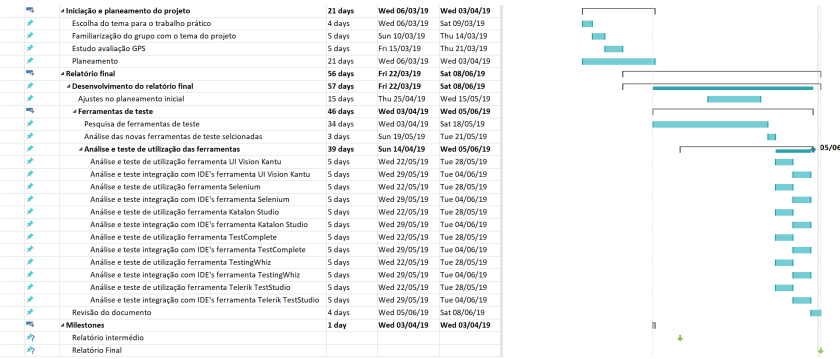 Iniciação e planeamento do projeto 21 days Wed 06/03/19 Wed 03/04/19
Escolha do tema para o trabalho prático 4 days Wed 06/03/19 Sat 09/03/19
Familiarização do grupo com o tema do projeto 5 days Sun 10/03/19 Thu 14/03/19
Estudo avaliação GPS 5 days Fri 15/03/19 Thu 21/03/19
Planeamento 21 days Wed 06/03/19 Wed 03/04/19
Relatório final 56 days Fri 22/03/19 Sat 08/06/19
Desenvolvimento do relatório final 57 days Fri 22/03/19 Sat 08/06/19
Ajustes no planeamento inicial 15 days Thu 25/04/19 Wed 15/05/19
Ferramentas de teste 46 days Wed 03/04/19 Wed 05/06/19
Pesquisa de ferramentas de teste 34 days Wed 03/04/19 Sat 18/05/19
Análise das novas ferramentas de teste selcionadas 3 days Sun 19/05/19 Tue 21/05/19
Análise e teste de utilização das ferramentas 39 days Sun 14/04/19 Wed 05/06/19 05/06
Análise e teste de utilização ferramenta UI Vision Kantu 5 days Wed 22/05/19 Tue 28/05/19
Análise e teste integração com IDE's ferramenta UI Vision Kantu 5 days Wed 29/05/19 Tue 04/06/19
Análise e teste de utilização ferramenta Selenium 5 days Wed 22/05/19 Tue 28/05/19
Análise e teste integração com IDE's ferramenta Selenium 5 days Wed 29/05/19 Tue 04/06/19
Análise e teste de utilização ferramenta Katalon Studio 5 days Wed 22/05/19 Tue 28/05/19
Análise e teste integração com IDE's ferramenta Katalon Studio 5 days Wed 29/05/19 Tue 04/06/19
Análise e teste de utilização ferramenta TestComplete 5 days Wed 22/05/19 Tue 28/05/19
Análise e teste integração com IDE's ferramenta TestComplete 5 days Wed 29/05/19 Tue 04/06/19
Análise e teste de utilização ferramenta TestingWhiz 5 days Wed 22/05/19 Tue 28/05/19
Análise e teste integração com IDE's ferramenta TestingWhiz 5 days Wed 29/05/19 Tue 04/06/19
Análise e teste de utilização ferramenta Telerik TestStudio 5 days Wed 22/05/19 Tue 28/05/19
Análise e teste integração com IDE's ferramenta Telerik TestStudio 5 days Wed 29/05/19 Tue 04/06/19
Revisão do documento 4 days Wed 05/06/19 Sat 08/06/19
Milestones 1 day Wed 03/04/19 Wed 03/04/19
Relatório intermédio
Relatório Final